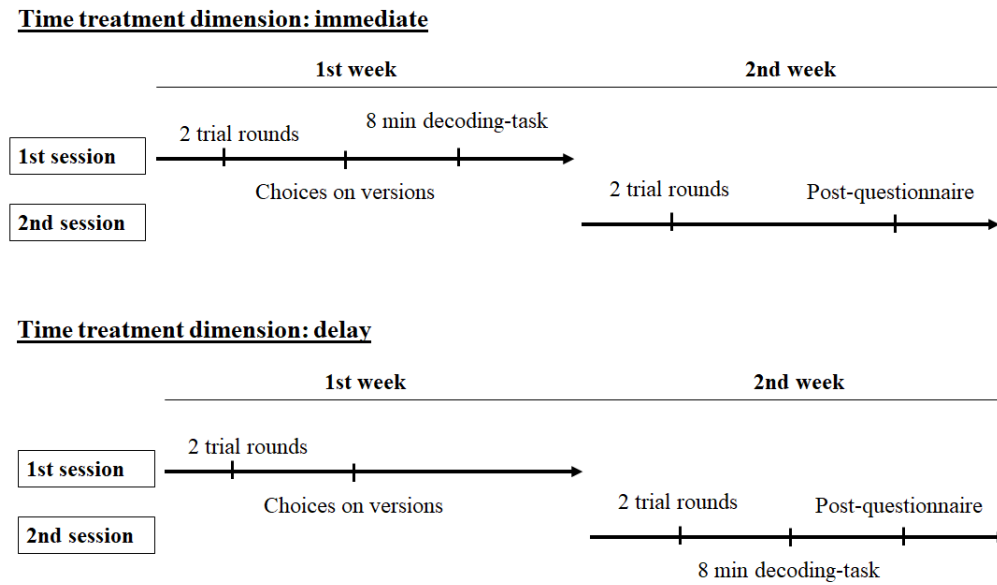 Time treatment dimension: immediate
1st week
2nd week
2 trial rounds
8 min decoding-task
1st session
Choices on versions
2 trial rounds
Post-questionnaire
2nd session
Time treatment dimension: delay
1st week
2nd week
2 trial rounds
1st session
Choices on versions
2 trial rounds
Post-questionnaire
2nd session
8 min decoding-task